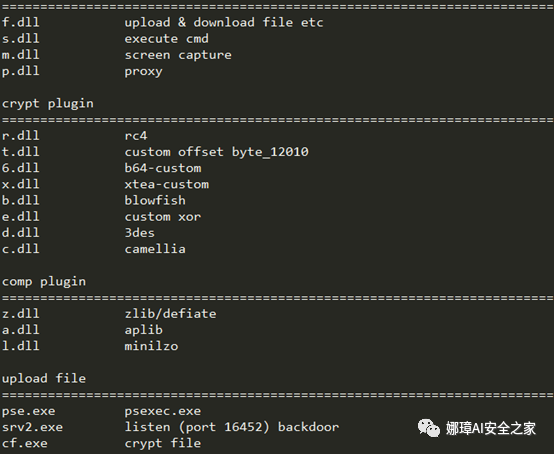 ================================================================
f.dll upload & download file etc
s.dll execute cmd
m.dll screen capture
p.dll proxy
crypt plugin
================================================================
r.dll rc4
t.dll custom offset byte_12010
6.dll b64-custom
x.dll xtea-custom
b.dll blowfish
e.dll custom xor
d.dll 3des
c.dll camellia
comp plugin
================================================================
z.dll zlib/defiate
a.dll aplib
l.dll minilzo
upload file
================================================================
pse.exe psexec.exe
srv2.exe listen (port 16452) backdoor
cf.exe crypt file
娜璋AI安全之家